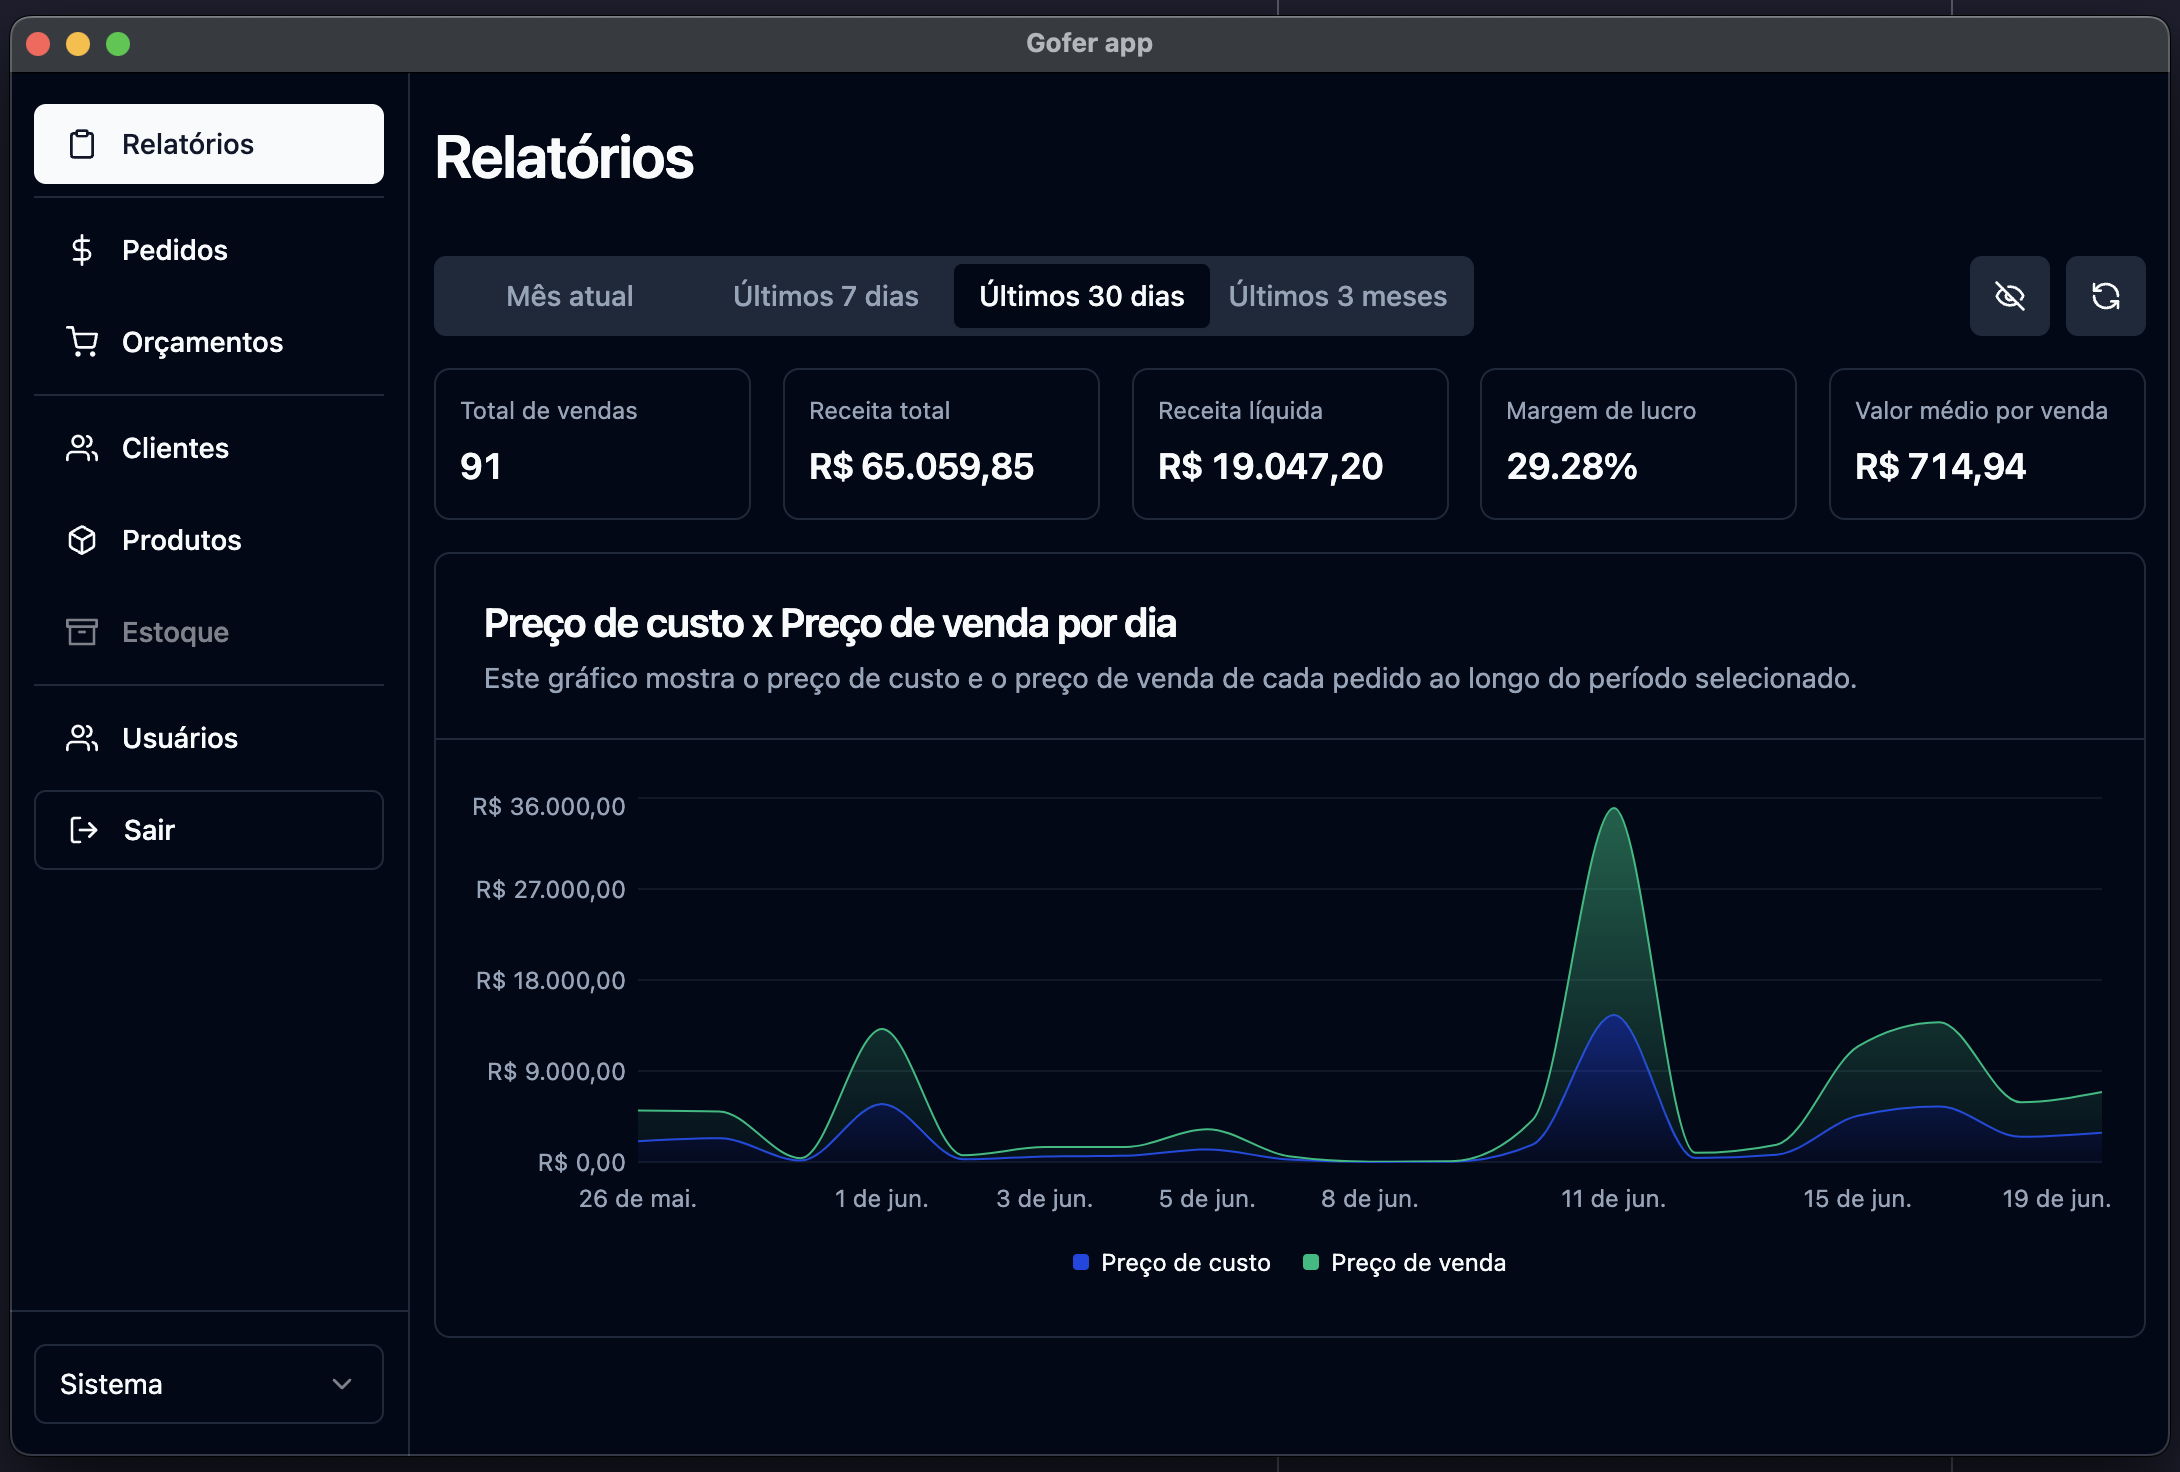 Gofer app
Relatórios
Pedidos
Orçamentos
Clientes
Produtos
Estoque
Usuários
Sair
Sistema
Relatórios
Mês atual
Últimos 7 dias
Últimos 30 dias
Últimos 3 meses
Total de vendas
91
Receita total
R$ 65.059,85
Receita líquida
R$ 19.047,20
Margem de lucro
29.28%
Valor médio por venda
R$ 714,94
Preço de custo x Preço de venda por dia
Este gráfico mostra o preço de custo e o preço de venda de cada pedido ao longo do período selecionado.
R$ 36.000,00
R$ 27.000,00
R$ 18.000,00
R$ 9.000,00
R$ 0,00
26 de mai.
1 de jun.
3 de jun.
5 de jun.
8 de jun.
11 de jun.
15 de jun.
19 de jun.
Preço de custo
Preço de venda